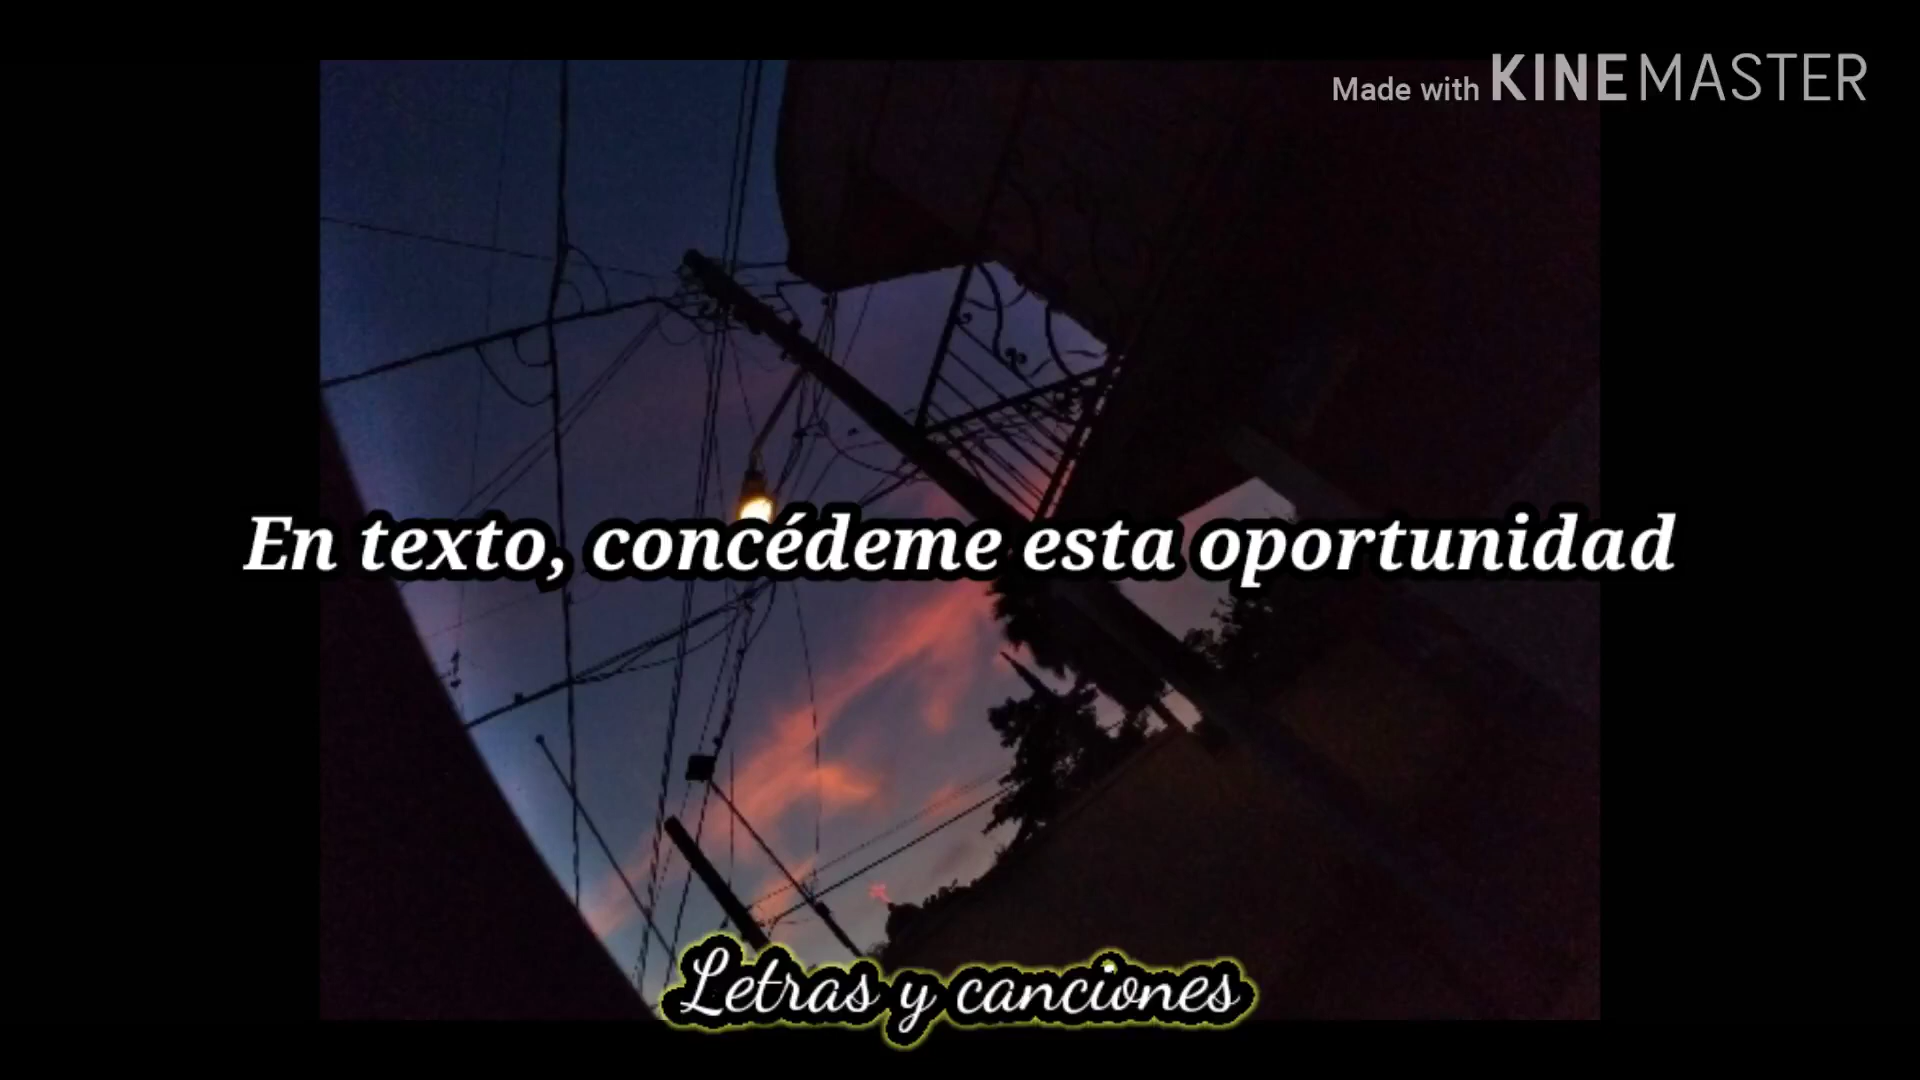 Made with KINEMASTER
En texto, concédeme esta oportunidad
Letras y canciones